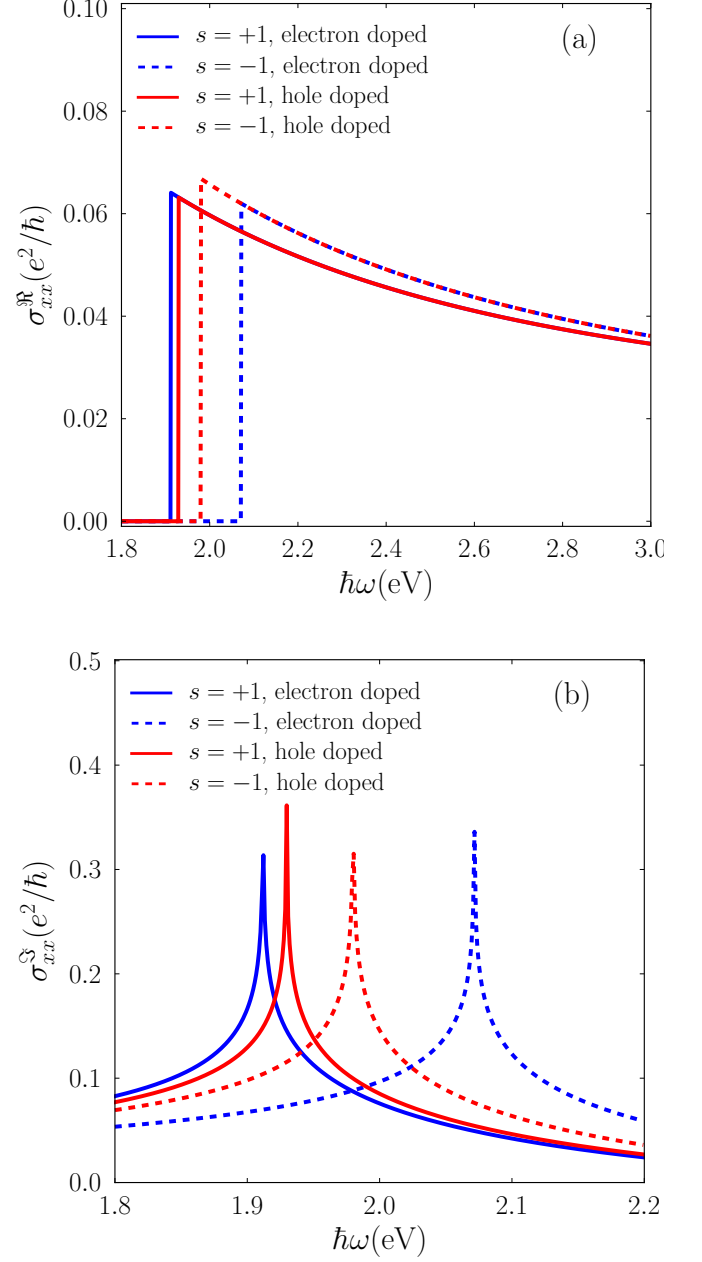 0.10
s = +1, electron doped
(a)
s = −1, electron doped
s = +1, hole doped
s = −1, hole doped
0.08
0.06
0.04
0.02
0.00
σ_{xx}^{ℜ}(e²/ħ)
1.8 2.0 2.2 2.4 2.6 2.8 3.0
ħω(eV)
0.5
s = +1, electron doped
(b)
s = −1, electron doped
s = +1, hole doped
s = −1, hole doped
0.4
0.3
0.2
0.1
0.0
σ_{xx}^{ℑ}(e²/ħ)
1.8 1.9 2.0 2.1 2.2
ħω(eV)